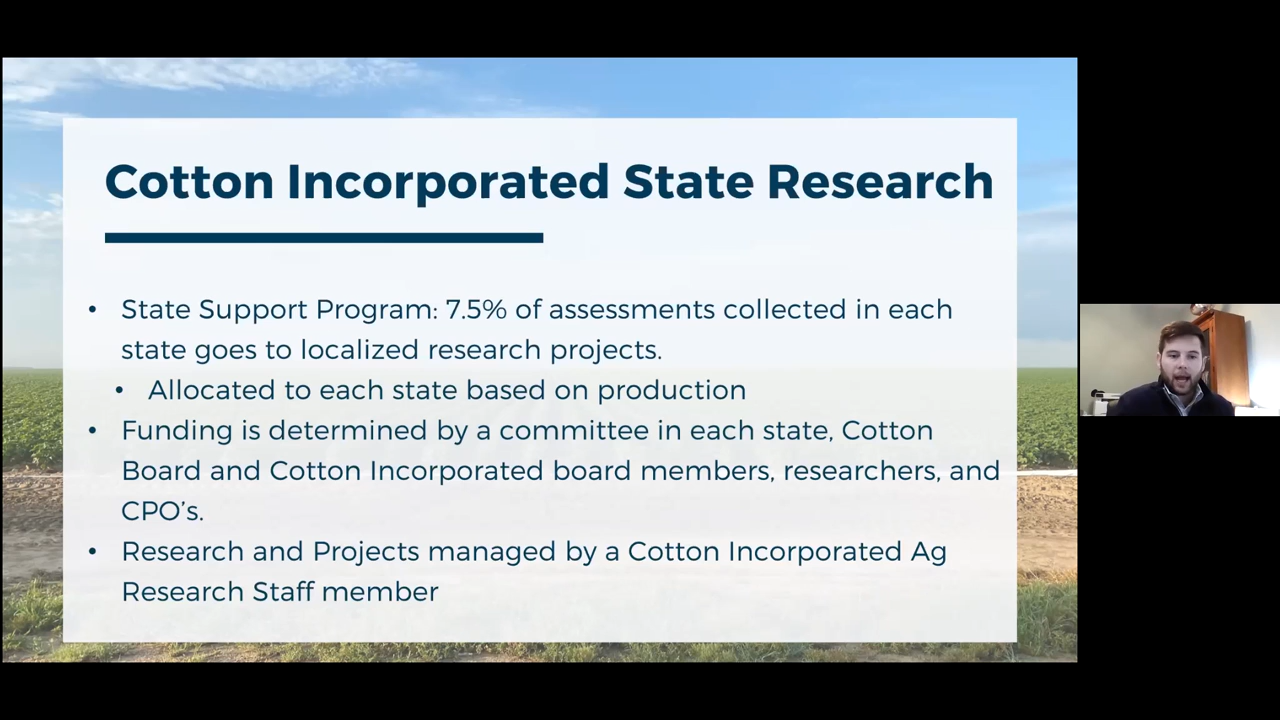 Cotton Incorporated State Research
• State Support Program: 7.5% of assessments collected in each
state goes to localized research projects.
• Allocated to each state based on production
• Funding is determined by a committee in each state, Cotton
Board and Cotton Incorporated board members, researchers, and
CPO’s.
• Research and Projects managed by a Cotton Incorporated Ag
Research Staff member